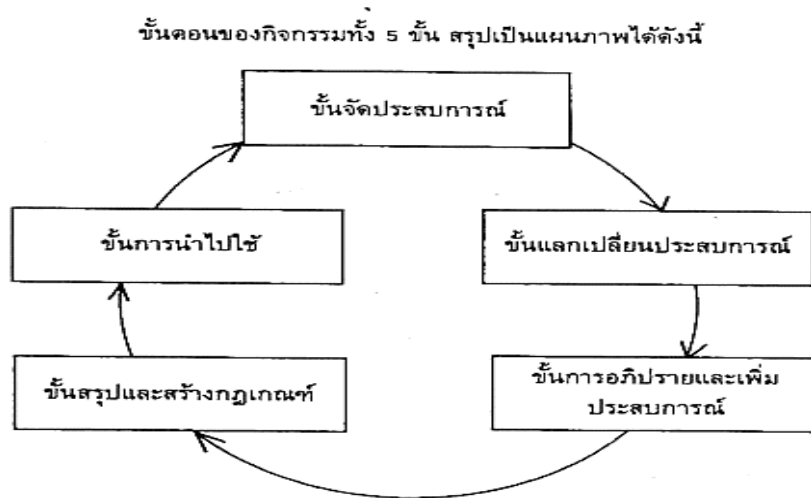 ขั้นตอนของกิจกรรมทั้ง 5 ขั้น สรุปเป็นแผนภาพได้ดังนี้
ขั้นจัดประสบการณ์
ขั้นแลกเปลี่ยนประสบการณ์
ขั้นการอภิปรายและเพิ่ม
ประสบการณ์
ขั้นสรุปและสร้างกฎเกณฑ์
ขั้นการนำไปใช้